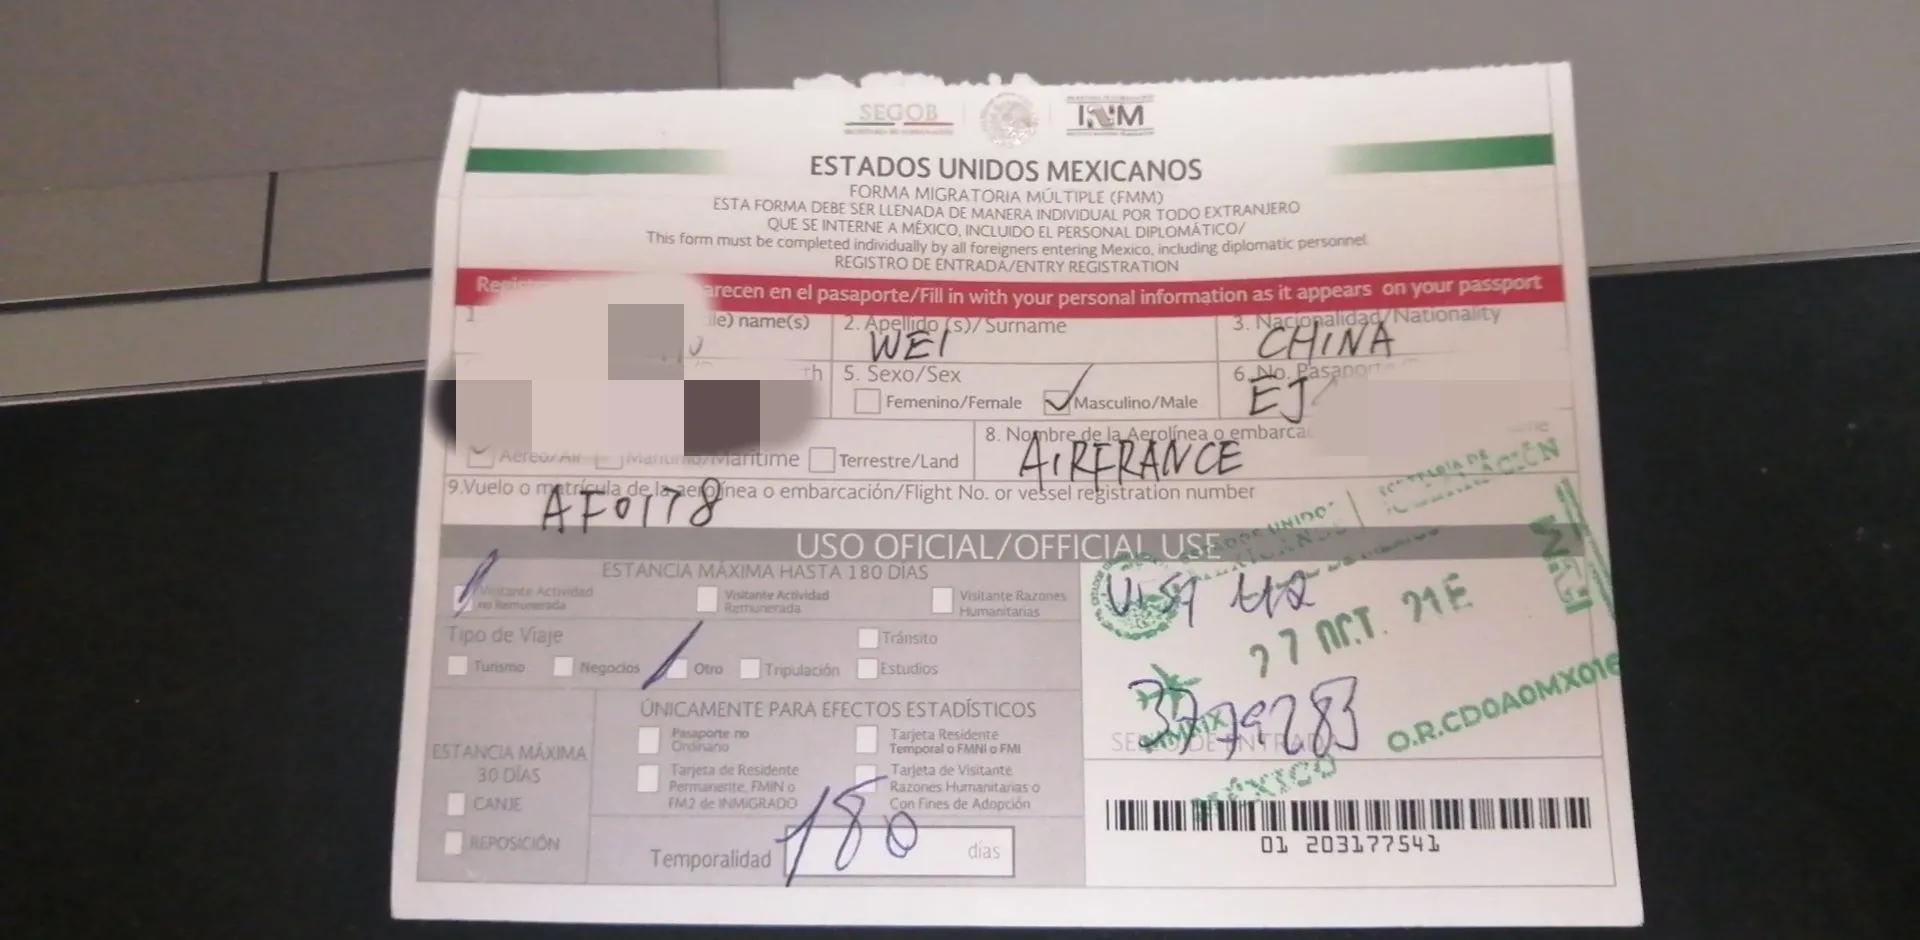 SEGOB
INM
ESTADOS UNIDOS MEXICANOS
FORMA MIGRATORIA MÚLTIPLE (FMM)
ESTA FORMA DEBE SER LLENADA DE MANERA INDIVIDUAL POR TODO EXTRANJERO
QUE SE INTERNE A MÉXICO, INCLUIDO EL PERSONAL DIPLOMÁTICO/
This form must be completed individually by all foreigners entering Mexico, including diplomatic personnel.
REGISTRO DE ENTRADA/ENTRY REGISTRATION
arecen en el pasaporte/Fill in with your personal information as it appears on your passport
name(s)
2. Apellido (s)/Surname
3. Nacionalidad/Nationality
WEI
CHINA
5. Sexo/Sex
6. No. Pasaport
Femenino/Female
Masculino/Male
EJ
Aéreo/Air
Marítimo/Maritime
Terrestre/Land
8. Nombre de la Aerolínea o embarca
AIRFRANCE
9.Vuelo o matrícula de la aerolínea o embarcación/Flight No. or vessel registration number
AF0178
USO OFICIAL/OFFICIAL USE
ESTANCIA MÁXIMA HASTA 180 DÍAS
Visitante Actividad
no Remunerada
Visitante Actividad
Remunerada
Visitante Razones
Humanitarias
Tipo de Viaje
Tránsito
Turismo
Negocios
Otro
Tripulación
Estudios
ÚNICAMENTE PARA EFECTOS ESTADÍSTICOS
Pasaporte no
Ordinario
Tarjeta Residente
Temporal o FMNI o FMI
ESTANCIA MÁXIMA
30 DÍAS
CANJE
REPOSICIÓN
Tarjeta de Residente
Permanente, FMIN o
FM2 de INMIGRADO
Tarjeta de Visitante
Razones Humanitarias o
Con Fines de Adopción
Temporalidad
180
días
O.R.CDOAOMX016
MÉXICO
01 203177541